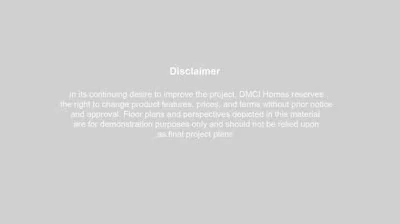 Disclaimer
In its continuing desire to improve the project, DMCI Homes reserves
the right to change product features, prices, and terms without prior notice
and approval. Floor plans and perspectives depicted in this material
are for demonstration purposes only and should not be relied upon
as final project plans.